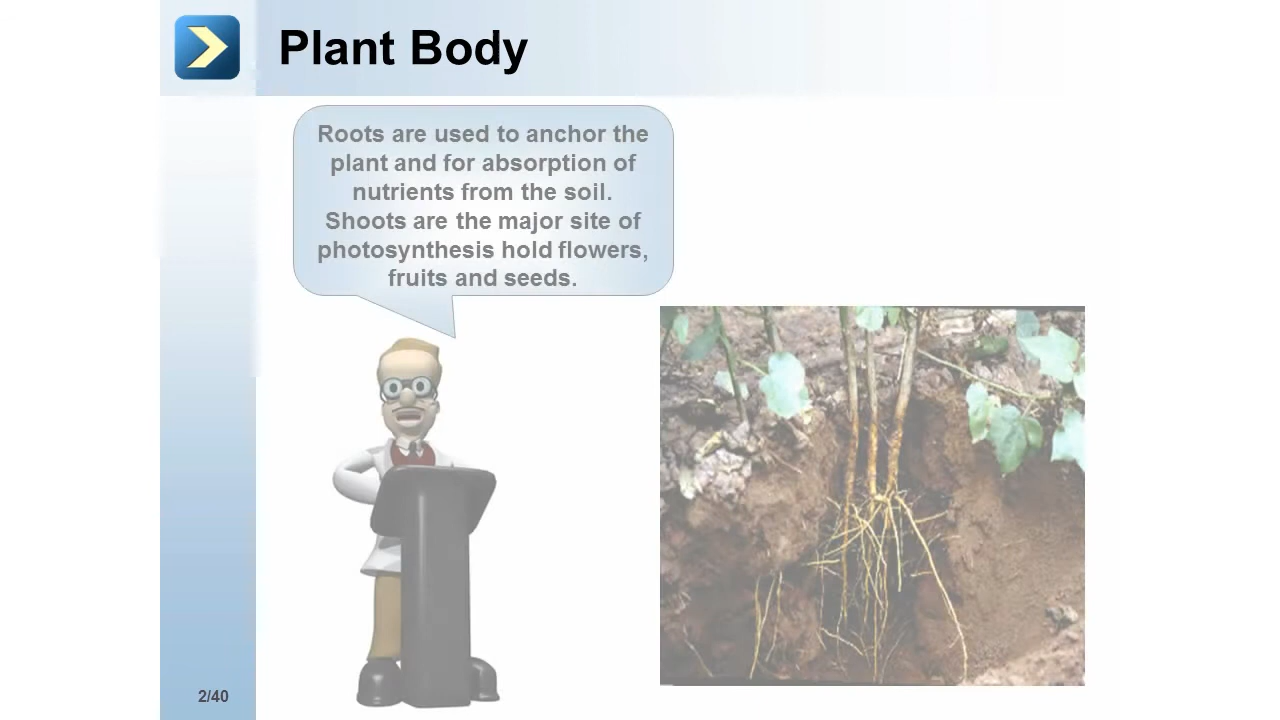 Plant Body
Roots are used to anchor the
plant and for absorption of
nutrients from the soil.
Shoots are the major site of
photosynthesis hold flowers,
fruits and seeds.
2/40